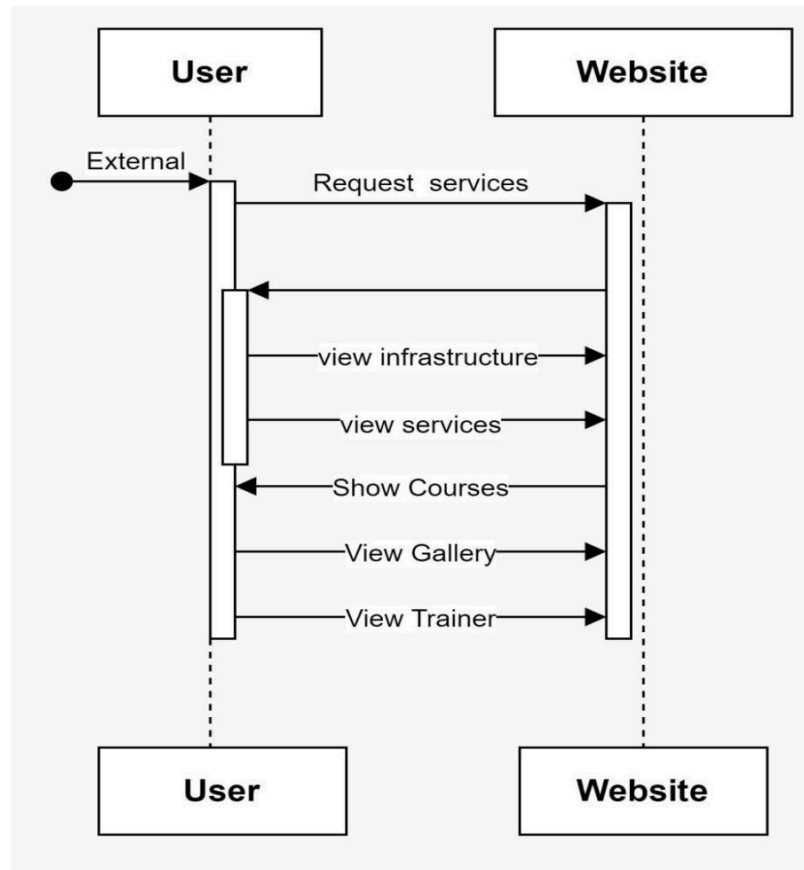 User
Website
External
Request services
view infrastructure
view services
Show Courses
View Gallery
View Trainer
User
Website